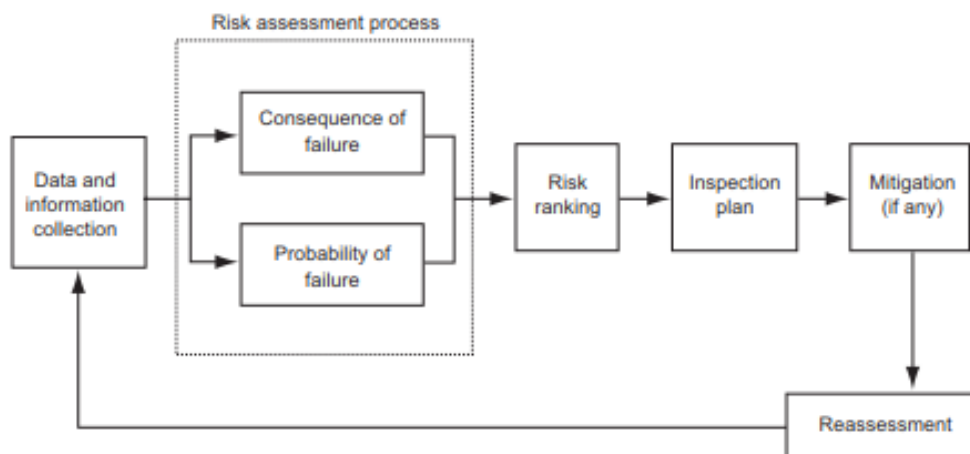 Risk assessment process
Consequence of
failure
Data and
information
collection
Probability of
failure
Risk
ranking
Inspection
plan
Mitigation
(if any)
Reassessment